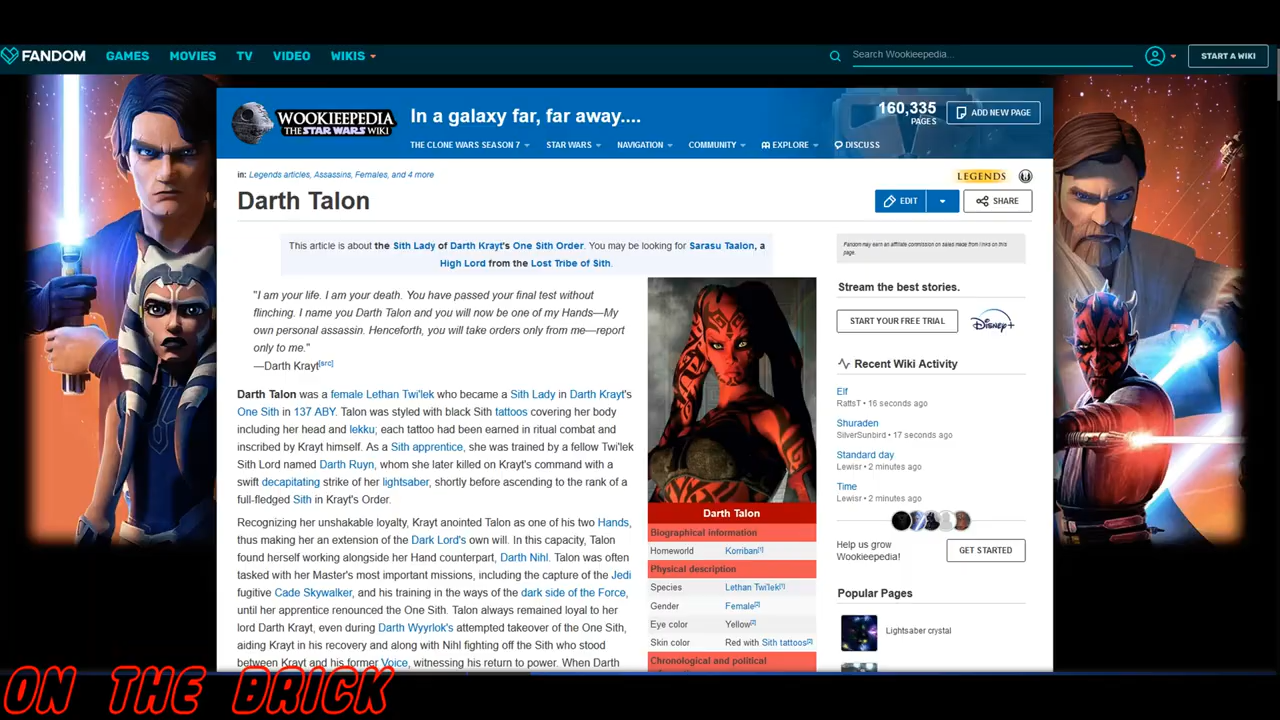 FANDOM GAMES MOVIES TV VIDEO WIKIS Search Wookieepedia... START A WIKI
WOOKIEEPEDIA
THE STAR WARS WIKI
In a galaxy far, far away....
160,335
PAGES
ADD NEW PAGE
THE CLONE WARS SEASON 7 STAR WARS NAVIGATION COMMUNITY EXPLORE DISCUSS
in: Legends articles, Assassins, Females, and 4 more
LEGENDS
Darth Talon
EDIT SHARE
This article is about the Sith Lady of Darth Krayt's One Sith Order. You may be looking for Sarasu Taalon, a
High Lord from the Lost Tribe of Sith.
"I am your life. I am your death. You have passed your final test without
flinching. I name you Darth Talon and you will now be one of my Hands—My
own personal assassin. Henceforth, you will take orders only from me—report
only to me."
—Darth Krayt[src]
Darth Talon was a female Lethan Twi'lek who became a Sith Lady in Darth Krayt's
One Sith in 137 ABY. Talon was styled with black Sith tattoos covering her body
including her head and lekku; each tattoo had been earned in ritual combat and
inscribed by Krayt himself. As a Sith apprentice, she was trained by a fellow Twi'lek
Sith Lord named Darth Ruyn, whom she later killed on Krayt's command with a
swift decapitating strike of her lightsaber, shortly before ascending to the rank of a
full-fledged Sith in Krayt's Order.
Recognizing her unshakable loyalty, Krayt anointed Talon as one of his two Hands,
thus making her an extension of the Dark Lord's own will. In this capacity, Talon
found herself working alongside her Hand counterpart, Darth Nihl. Talon was often
tasked with her Master's most important missions, including the capture of the Jedi
fugitive Cade Skywalker, and his training in the ways of the dark side of the Force,
until her apprentice renounced the One Sith. Talon always remained loyal to her
lord Darth Krayt, even during Darth Wyyrlok's attempted takeover of the One Sith,
aiding Krayt in his recovery and along with Nihl fighting off the Sith who stood
between Krayt and his former Voice, witnessing his return to power. When Darth
Darth Talon
Biographical information
Homeworld Korriban[1]
Physical description
Species Lethan Twi'lek[1]
Gender Female[2]
Eye color Yellow[2]
Skin color Red with Sith tattoos[2]
Chronological and political
Fandom may earn an affiliate commission on sales made from links on this
page.
Stream the best stories.
START YOUR FREE TRIAL Disney+
Recent Wiki Activity
Elf
RattsT • 16 seconds ago
Shuraden
SilverSunbird • 17 seconds ago
Standard day
Lewisr • 2 minutes ago
Time
Lewisr • 2 minutes ago
Help us grow
Wookieepedia!
GET STARTED
Popular Pages
Lightsaber crystal
ON THE BRICK